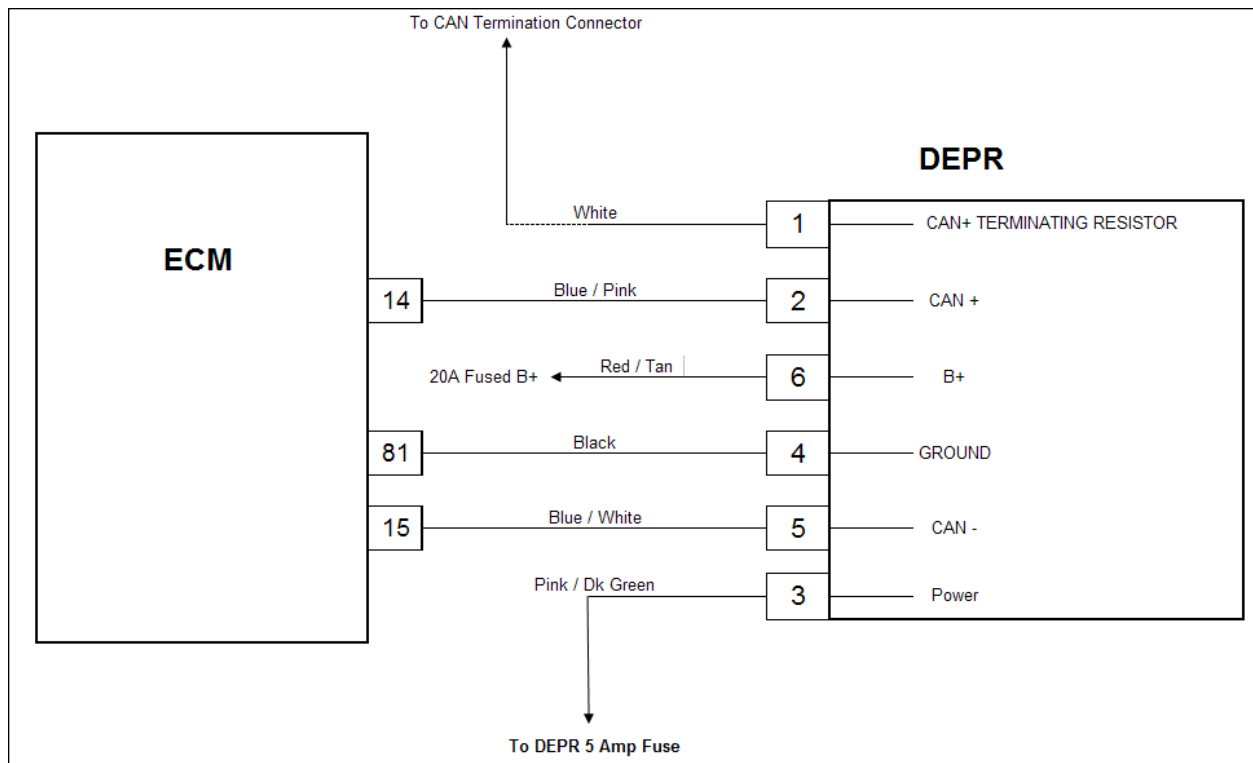 To CAN Termination Connector
DEPR
White
1
CAN+ TERMINATING RESISTOR
ECM
14
Blue / Pink
2
CAN +
20A Fused B+
Red / Tan
6
B+
81
Black
4
GROUND
15
Blue / White
5
CAN -
Pink / Dk Green
3
Power
To DEPR 5 Amp Fuse